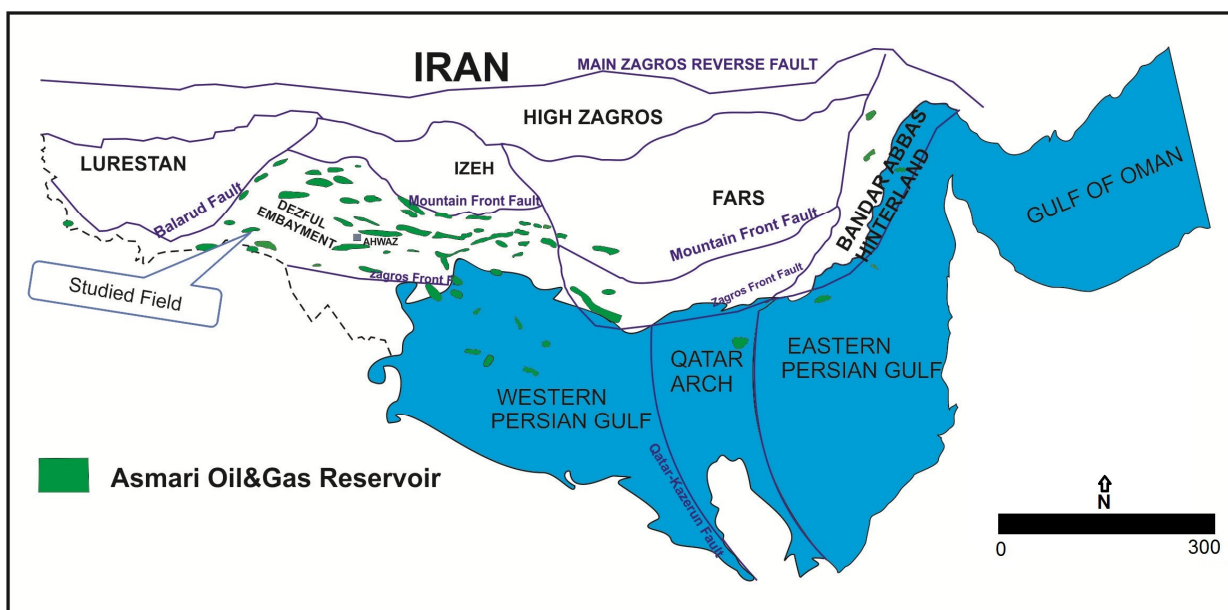 IRAN
MAIN ZAGROS REVERSE FAULT
HIGH ZAGROS
LURESTAN
IZEH
Balarud Fault
Mountain Front Fault
DEZFUL
EMBAYMENT
AHWAZ
FARS
Mountain Front Fault
BANDAR ABBAS
HINTERLAND
GULF OF OMAN
Zagros Front F
Zagros Front Fault
Studied Field
WESTERN
PERSIAN GULF
QATAR
ARCH
EASTERN
PERSIAN GULF
Qatar-Kazerun Fault
Asmari Oil&Gas Reservoir
N
0 300